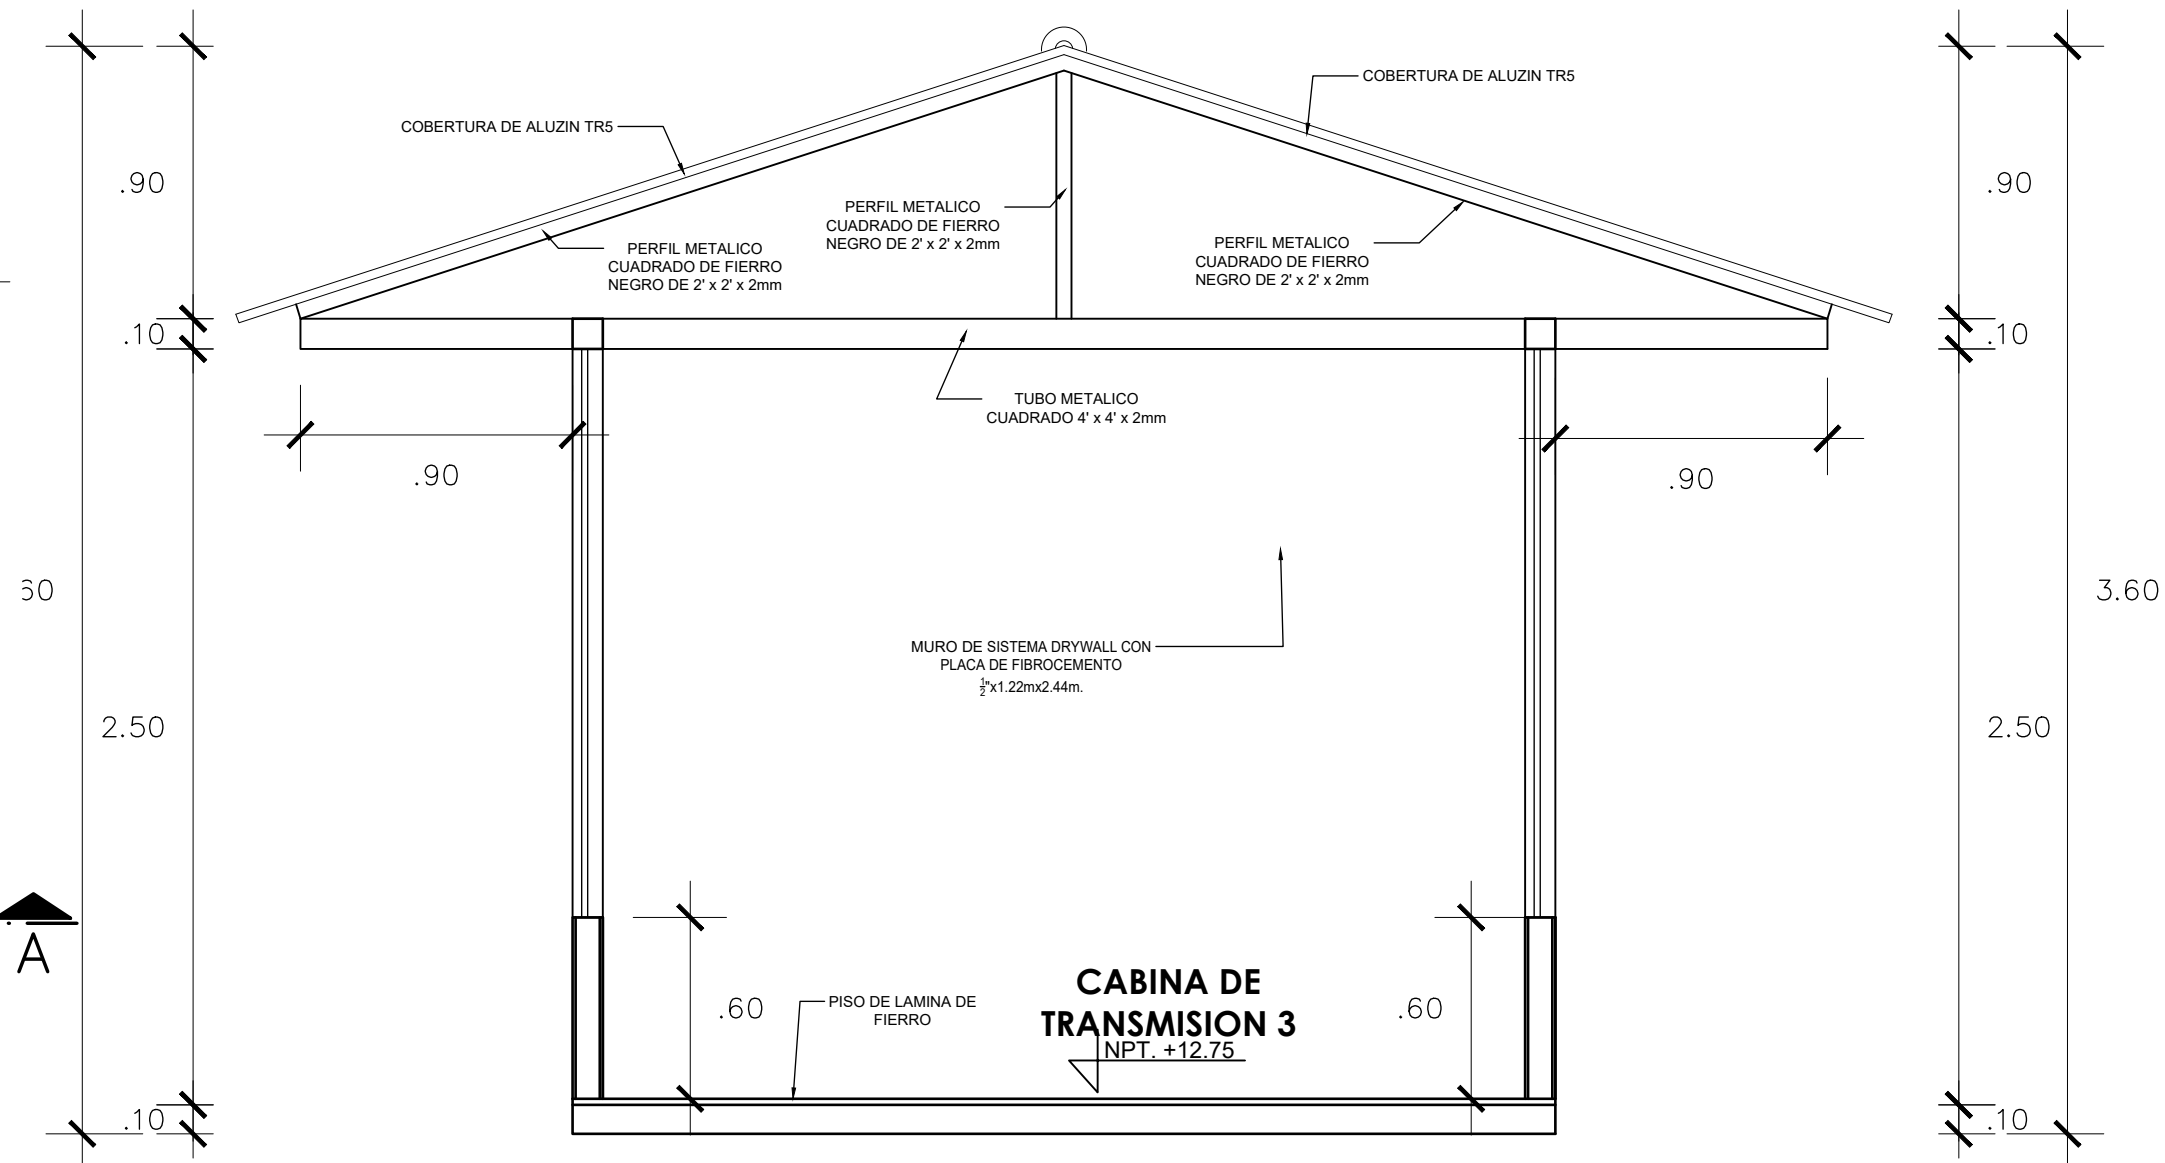 COBERTURA DE ALUZIN TR5
COBERTURA DE ALUZIN TR5
.90
.90
PERFIL METALICO
CUADRADO DE FIERRO
NEGRO DE 2' x 2' x 2mm
PERFIL METALICO
CUADRADO DE FIERRO
NEGRO DE 2' x 2' x 2mm
PERFIL METALICO
CUADRADO DE FIERRO
NEGRO DE 2' x 2' x 2mm
.10
.10
TUBO METALICO
CUADRADO 4' x 4' x 2mm
.90
.90
3.60
MURO DE SISTEMA DRYWALL CON
PLACA DE FIBROCEMENTO
½"x1.22mx2.44m.
2.50
2.50
A
CABINA DE
TRANSMISION 3
NPT. +12.75
.60
PISO DE LAMINA DE
FIERRO
.60
.10
.10